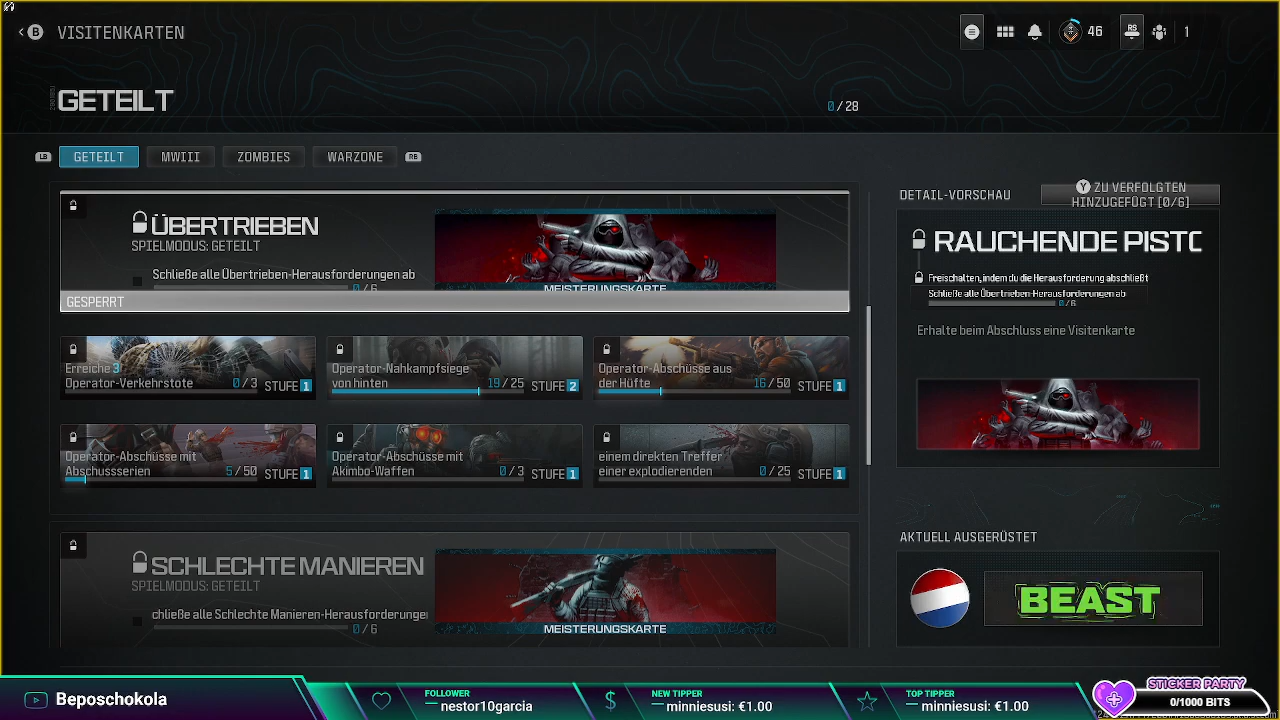 B VISITENKARTEN
46
RS
1
GETEILT
0/28
LB GETEILT MWIII ZOMBIES WARZONE RB
ÜBERTRIEBEN
SPIELMODUS: GETEILT
Schließe alle Übertrieben-Herausforderungen ab
0/6
MEISTERUNGSKARTE
GESPERRT
Erreiche 3
Operator-Verkehrstote 0/3 STUFE 1
Operator-Nahkampfsiege
von hinten 19/25 STUFE 2
Operator-Abschüsse aus
der Hüfte 16/50 STUFE 1
Operator-Abschüsse mit
Abschussserien 5/50 STUFE 1
Operator-Abschüsse mit
Akimbo-Waffen 0/3 STUFE 1
einem direkten Treffer
einer explodierenden 0/25 STUFE 1
SCHLECHTE MANIEREN
SPIELMODUS: GETEILT
chließe alle Schlechte Manieren-Herausforderunge
0/6
MEISTERUNGSKARTE
DETAIL-VORSCHAU
Y ZU VERFOLGTEN
HINZUGEFÜGT [0/6]
RAUCHENDE PISTO
Freischalten, indem du die Herausforderung abschließt
Schließe alle Übertrieben-Herausforderungen ab
0/6
Erhalte beim Abschluss eine Visitenkarte
AKTUELL AUSGERÜSTET
BEAST
Beposchokola
FOLLOWER
nestor10garcia
NEW TIPPER
minniesusi: €1.00
TOP TIPPER
minniesusi: €1.00
STICKER PARTY
0/1000 BITS